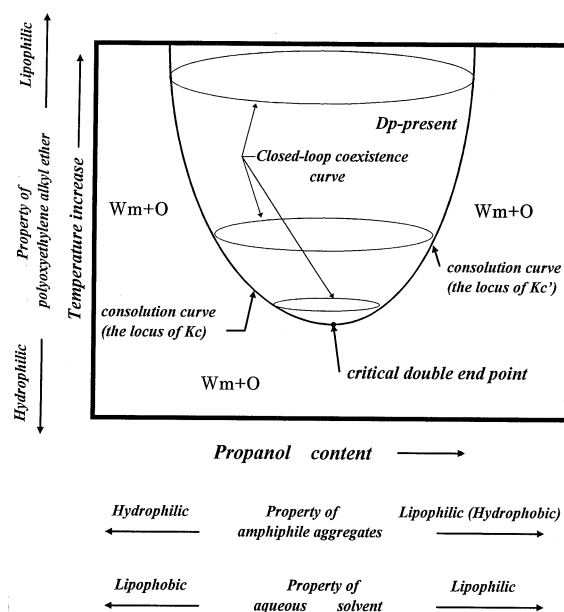 Lipophilic
Property of
polyoxyethylene alkyl ether
Hydrophilic
Temperature increase
Dp-present
Closed-loop coexistence
curve
Wm+O
Wm+O
consolution curve
(the locus of Kc')
consolution curve
(the locus of Kc)
critical double end point
Wm+O
Propanol content
Hydrophilic
Property of
amphiphile aggregates
Lipophilic (Hydrophobic)
Lipophobic
Property of
aqueous solvent
Lipophilic